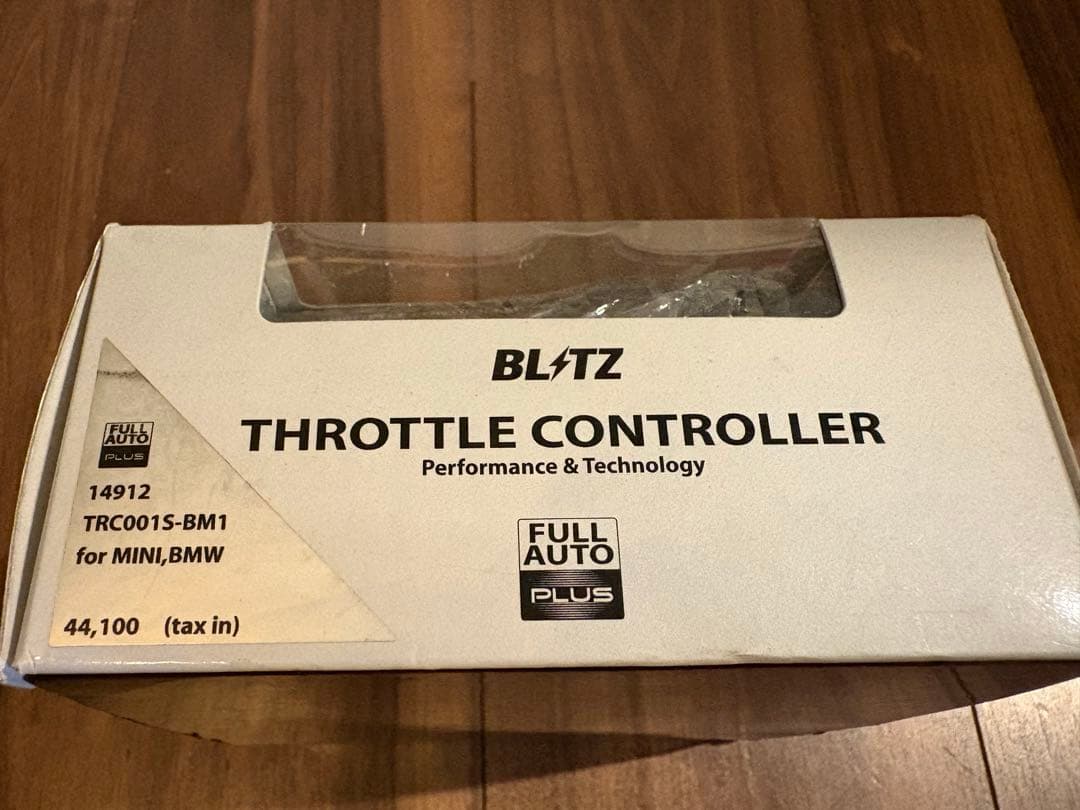 BLITZ
THROTTLE CONTROLLER
Performance & Technology
FULL
AUTO
PLUS
FULL
AUTO
PLUS
14912
TRC001S-BM1
for MINI,BMW
44,100 (tax in)